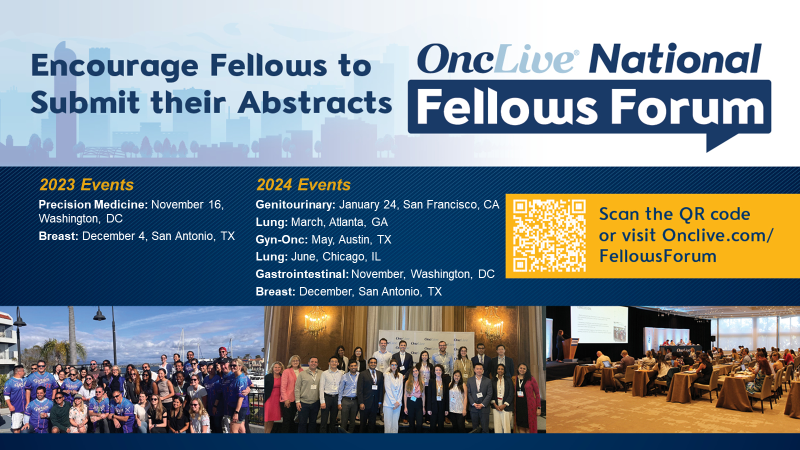 Encourage Fellows to
Submit their Abstracts
OncLive® National
Fellows Forum
2023 Events
Precision Medicine: November 16,
Washington, DC
Breast: December 4, San Antonio, TX
2024 Events
Genitourinary: January 24, San Francisco, CA
Lung: March, Atlanta, GA
Gyn-Onc: May, Austin, TX
Lung: June, Chicago, IL
Gastrointestinal: November, Washington, DC
Breast: December, San Antonio, TX
Scan the QR code
or visit Onclive.com/
FellowsForum